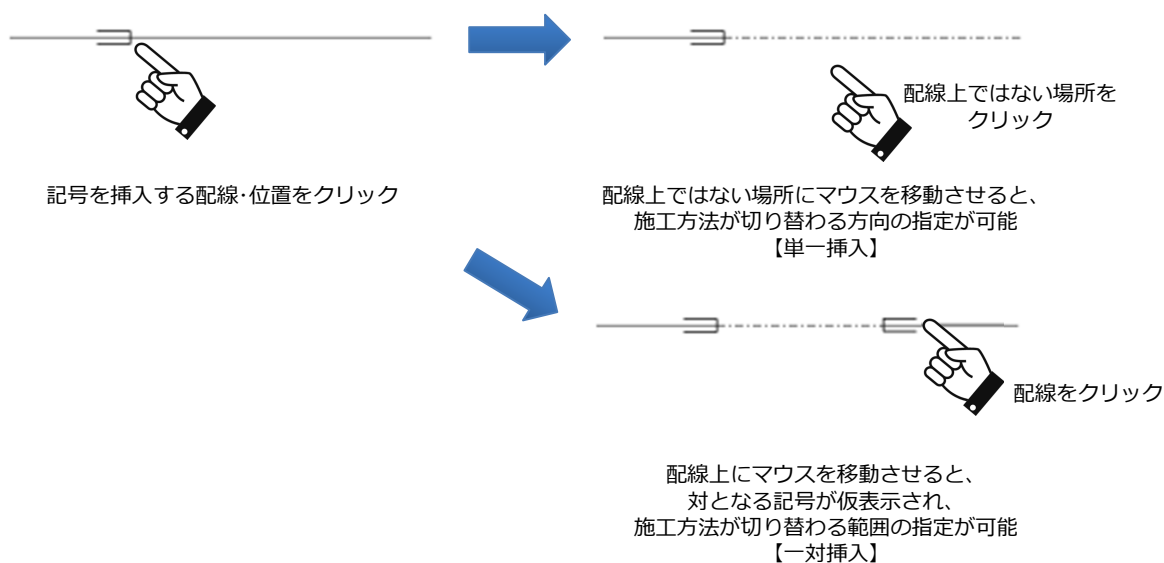 配線上ではない場所を
クリック
記号を挿入する配線･位置をクリック
配線上ではない場所にマウスを移動させると、
施工方法が切り替わる方向の指定が可能
【単一挿入】
配線をクリック
配線上にマウスを移動させると、
対となる記号が仮表示され、
施工方法が切り替わる範囲の指定が可能
【一対挿入】